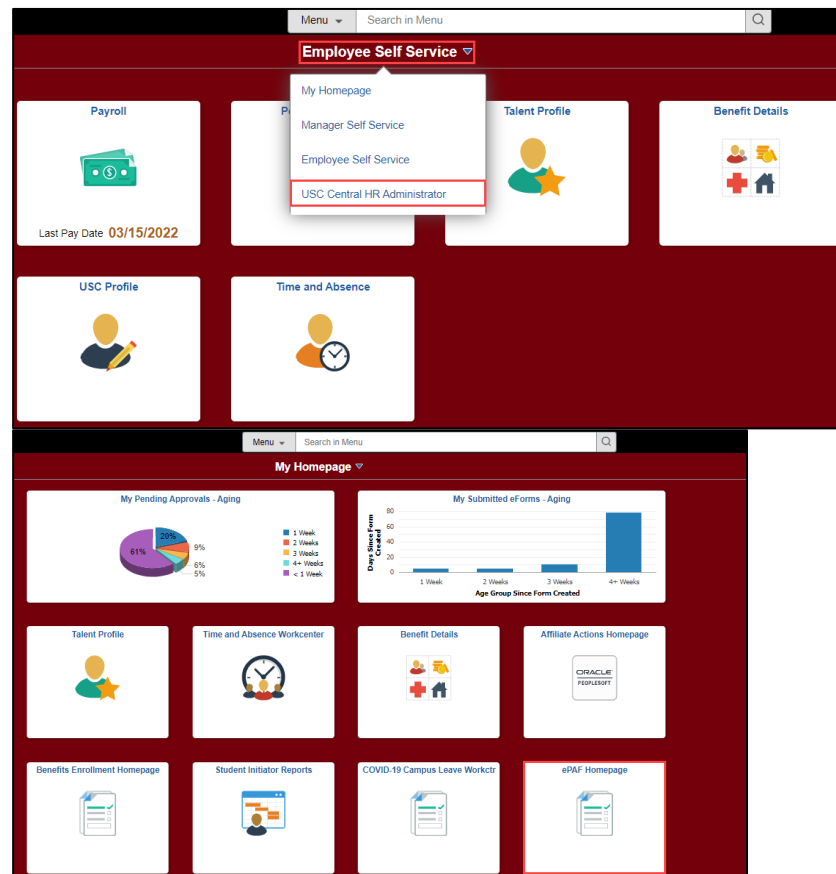 Menu
Search in Menu
Employee Self Service
My Homepage
Manager Self Service
Employee Self Service
USC Central HR Administrator
Payroll
P
Talent Profile
Benefit Details
Last Pay Date 03/15/2022
USC Profile
Time and Absence
Menu
Search in Menu
My Homepage
My Pending Approvals - Aging
20%
61%
9%
6%
5%
1 Week
2 Weeks
3 Weeks
4+ Weeks
< 1 Week
My Submitted eForms - Aging
Days Since Form
Created
80
60
40
20
0
1 Week
2 Weeks
3 Weeks
4+ Weeks
Age Group Since Form Created
Talent Profile
Time and Absence Workcenter
Benefit Details
Affiliate Actions Homepage
ORACLE
PEOPLESOFT
Benefits Enrollment Homepage
Student Initiator Reports
COVID-19 Campus Leave Workctr
ePAF Homepage